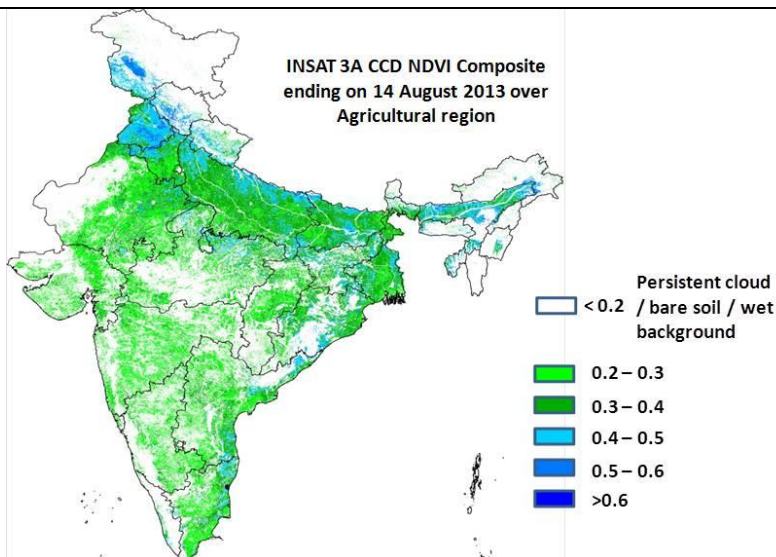 INSAT 3A CCD NDVI Composite
ending on 14 August 2013 over
Agricultural region
< 0.2
Persistent cloud
/ bare soil / wet
background
0.2 – 0.3
0.3 – 0.4
0.4 – 0.5
0.5 – 0.6
>0.6